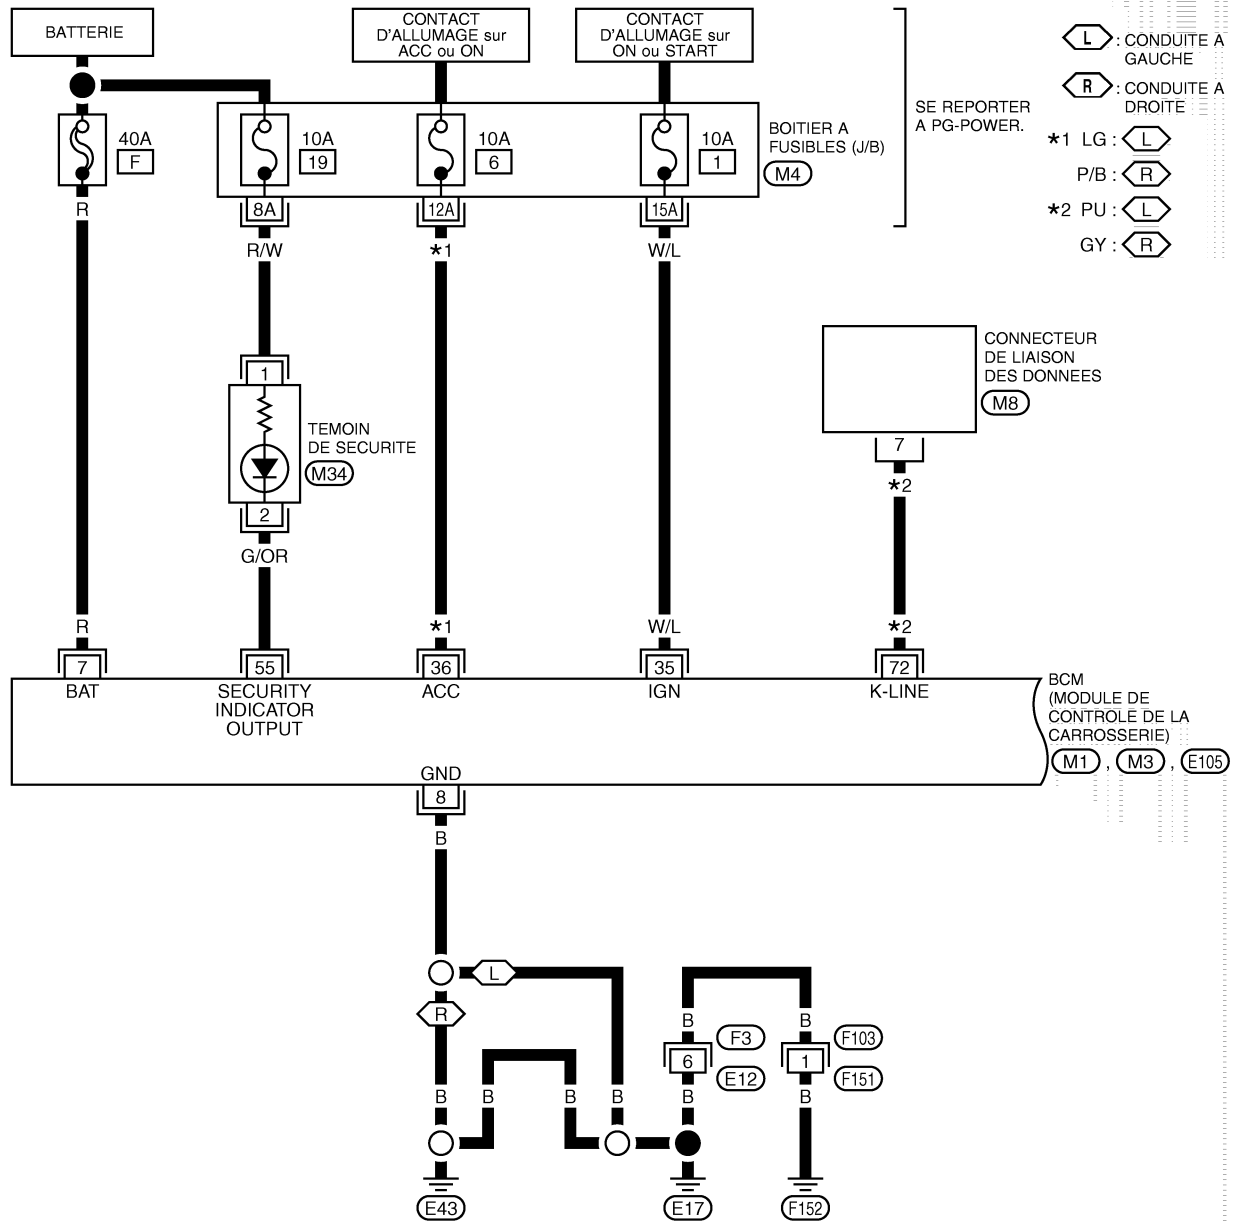 BATTERIE
CONTACT
D'ALLUMAGE sur
ACC ou ON
CONTACT
D'ALLUMAGE sur
ON ou START
L : CONDUITE A
GAUCHE
R : CONDUITE A
DROITE
SE REPORTER
A PG-POWER.
*1 LG : L
P/B : R
*2 PU : L
GY : R
40A
F
10A
19
10A
6
10A
1
BOITIER A
FUSIBLES (J/B)
M4
R
8A
12A
15A
R/W
*1
W/L
CONNECTEUR
DE LIAISON
DES DONNEES
M8
1
TEMOIN
DE SECURITE
M34
7
*2
2
G/OR
R
*1
W/L
*2
7
55
36
35
72
BAT
SECURITY
INDICATOR
OUTPUT
ACC
IGN
K-LINE
BCM
(MODULE DE
CONTROLE DE LA
CARROSSERIE)
M1 , M3 , E105
GND
8
B
L
R
B
B
F3
F103
6
1
E12
F151
B
B
B
B
B
B
E43
E17
F152